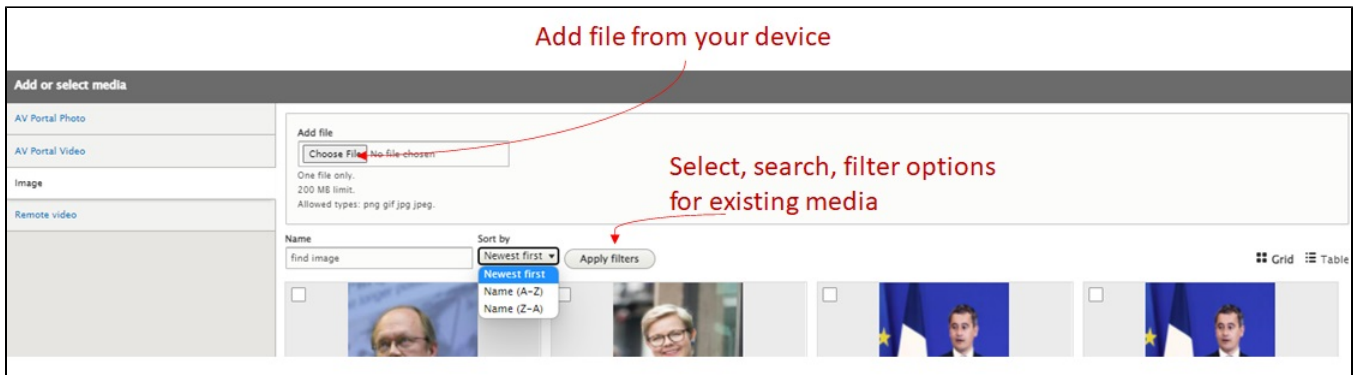 Add file from your device
Add or select media
AV Portal Photo
AV Portal Video
Image
Remote video
Add file
Choose File No file chosen
One file only.
200 MB limit.
Allowed types: png gif jpg jpeg.
Select, search, filter options
for existing media
Name
Sort by
find image
Newest first
Apply filters
Grid
Table
Newest first
Name (A-Z)
Name (Z-A)